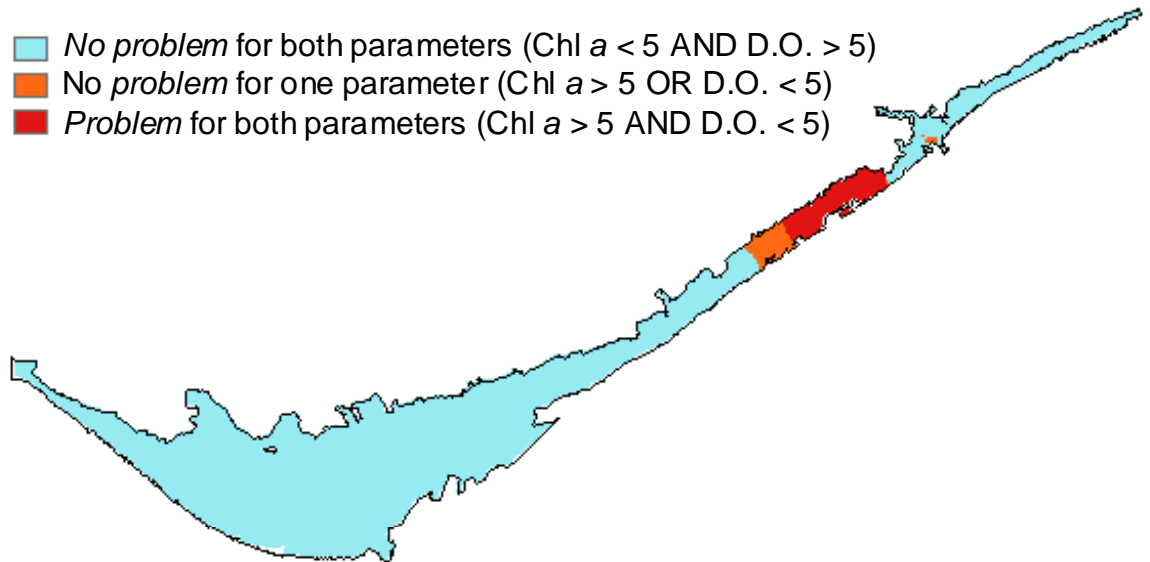 No problem for both parameters (Chl a < 5 AND D.O. > 5)
No problem for one parameter (Chl a > 5 OR D.O. < 5)
Problem for both parameters (Chl a > 5 AND D.O. < 5)